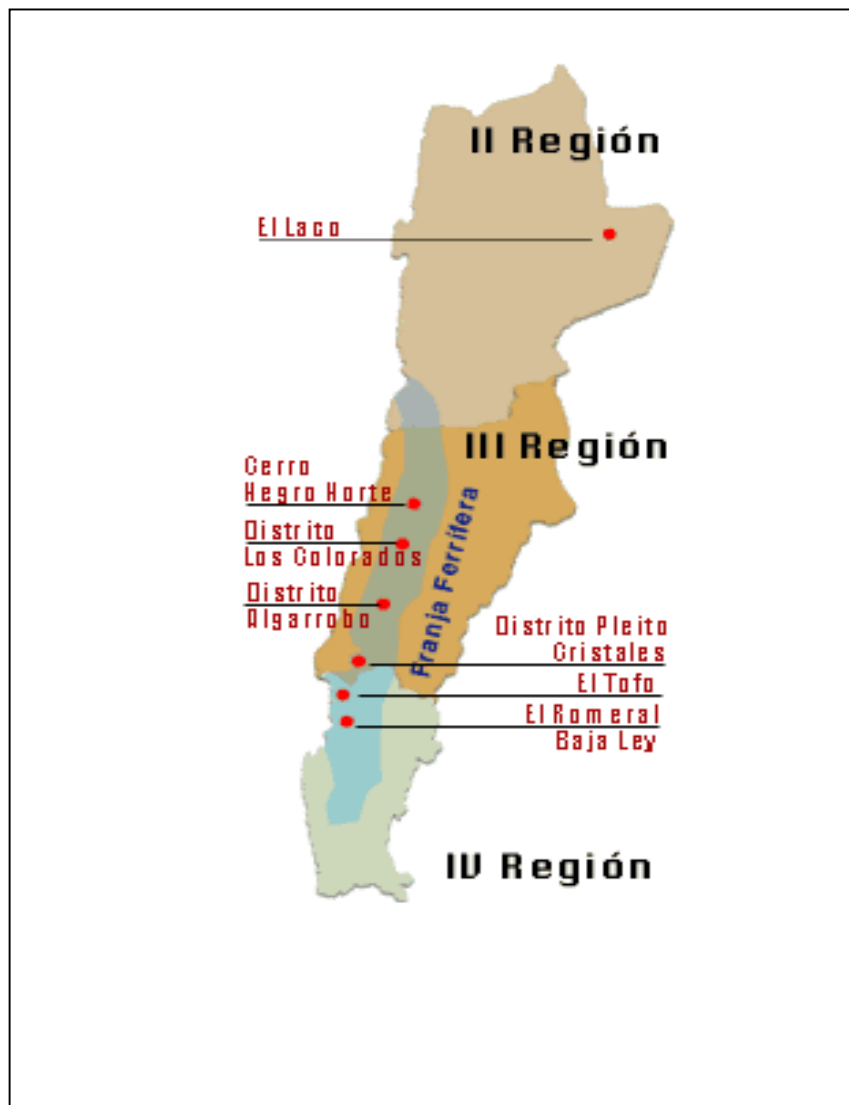 II Región
El Laco
III Región
Cerro
Negro Norte
Distrito
Los Colorados
Distrito
Algarrobo
Franja Ferrífera
Distrito Pleito
Cristales
El Tofo
El Romeral
Baja Ley
IV Región